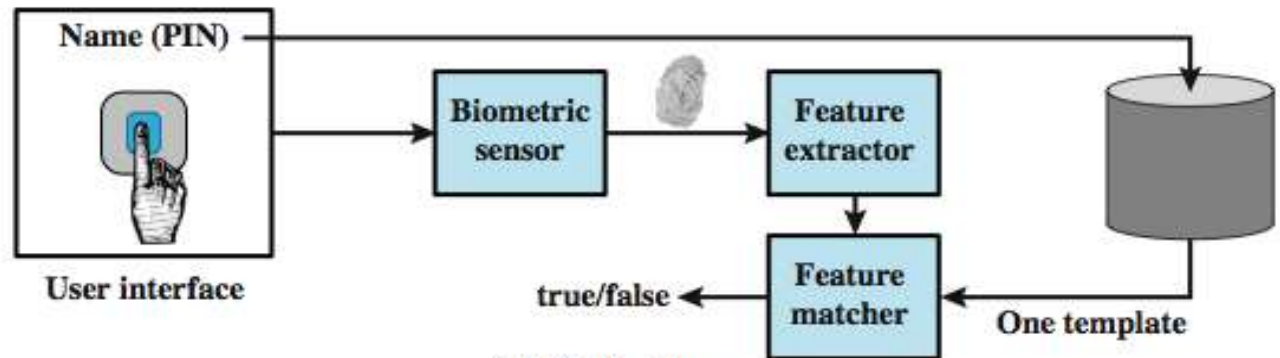 Name (PIN)
Biometric
sensor
Feature
extractor
User interface
true/false
Feature
matcher
One template